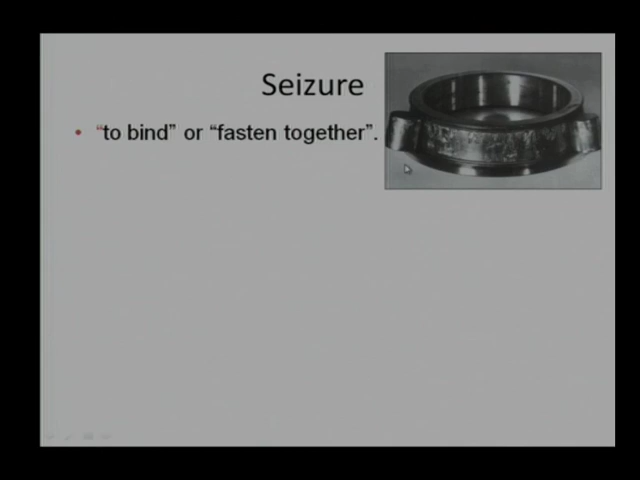 Seizure
“to bind” or “fasten together”.